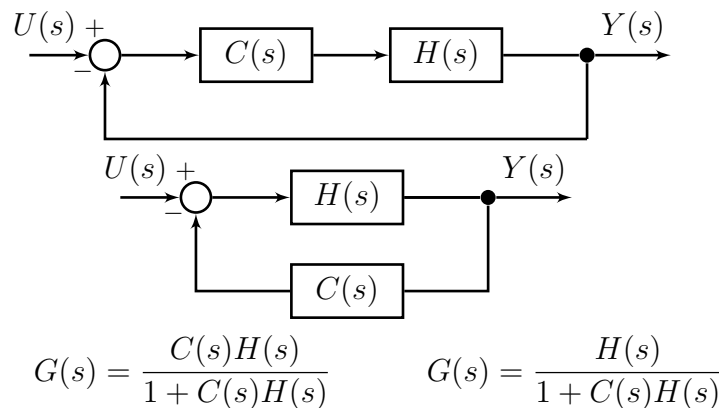 U(s) + Y(s)
C(s) H(s)
−
U(s) + Y(s)
H(s)
−
C(s)
G(s) = C(s)H(s) / 1 + C(s)H(s) G(s) = H(s) / 1 + C(s)H(s)